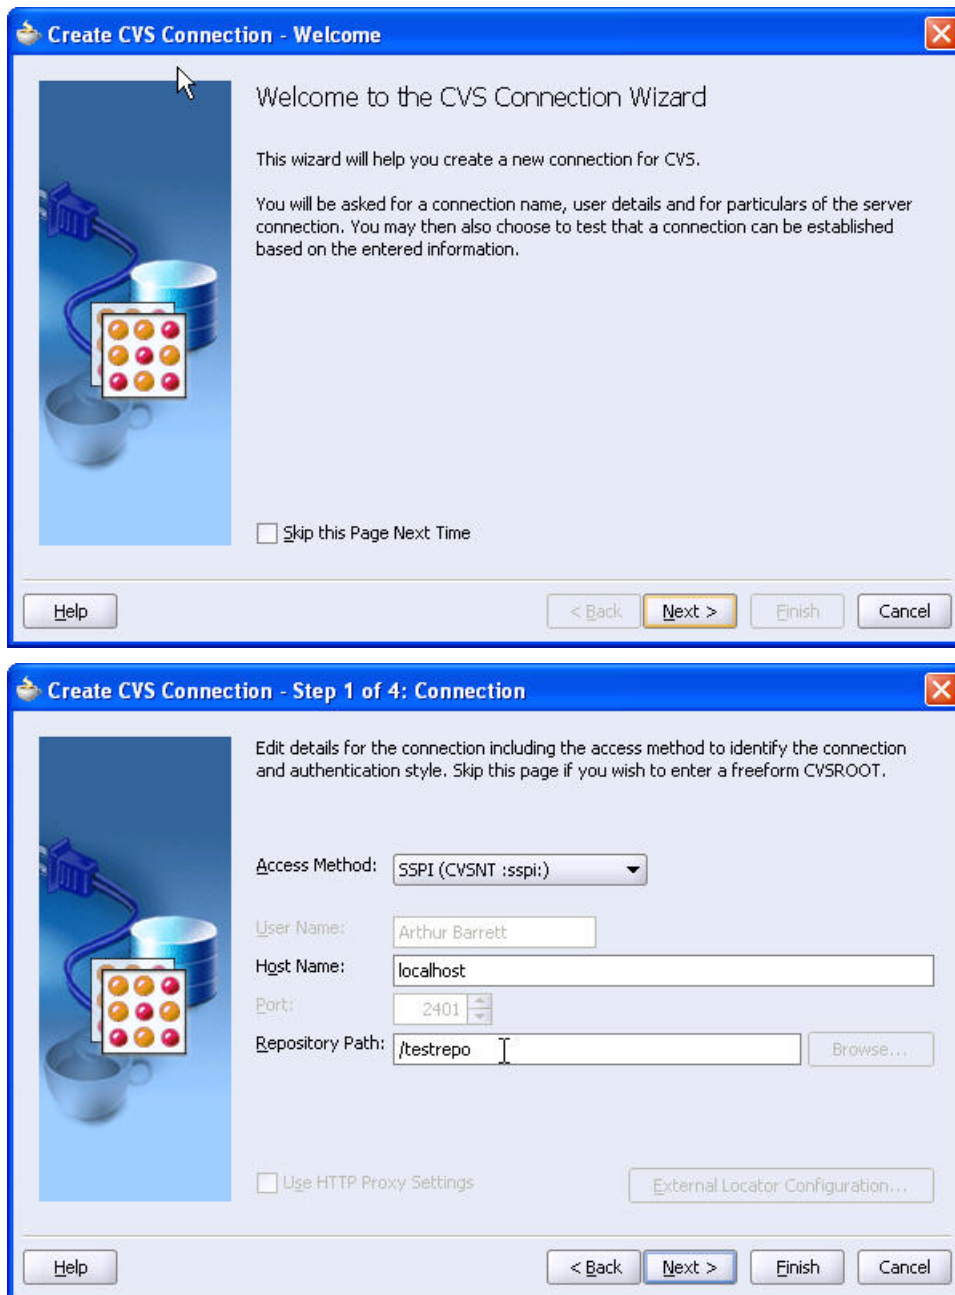 Create CVS Connection - Welcome
Welcome to the CVS Connection Wizard
This wizard will help you create a new connection for CVS.
You will be asked for a connection name, user details and for particulars of the server
connection. You may then also choose to test that a connection can be established
based on the entered information.
Skip this Page Next Time
Help < Back Next > Finish Cancel
Create CVS Connection - Step 1 of 4: Connection
Edit details for the connection including the access method to identify the connection
and authentication style. Skip this page if you wish to enter a freeform CVSROOT.
Access Method: SSPI (CVSNT :sspi:)
User Name: Arthur Barrett
Host Name: localhost
Port: 2401
Repository Path: /testrepo Browse...
Use HTTP Proxy Settings External Locator Configuration...
Help < Back Next > Finish Cancel